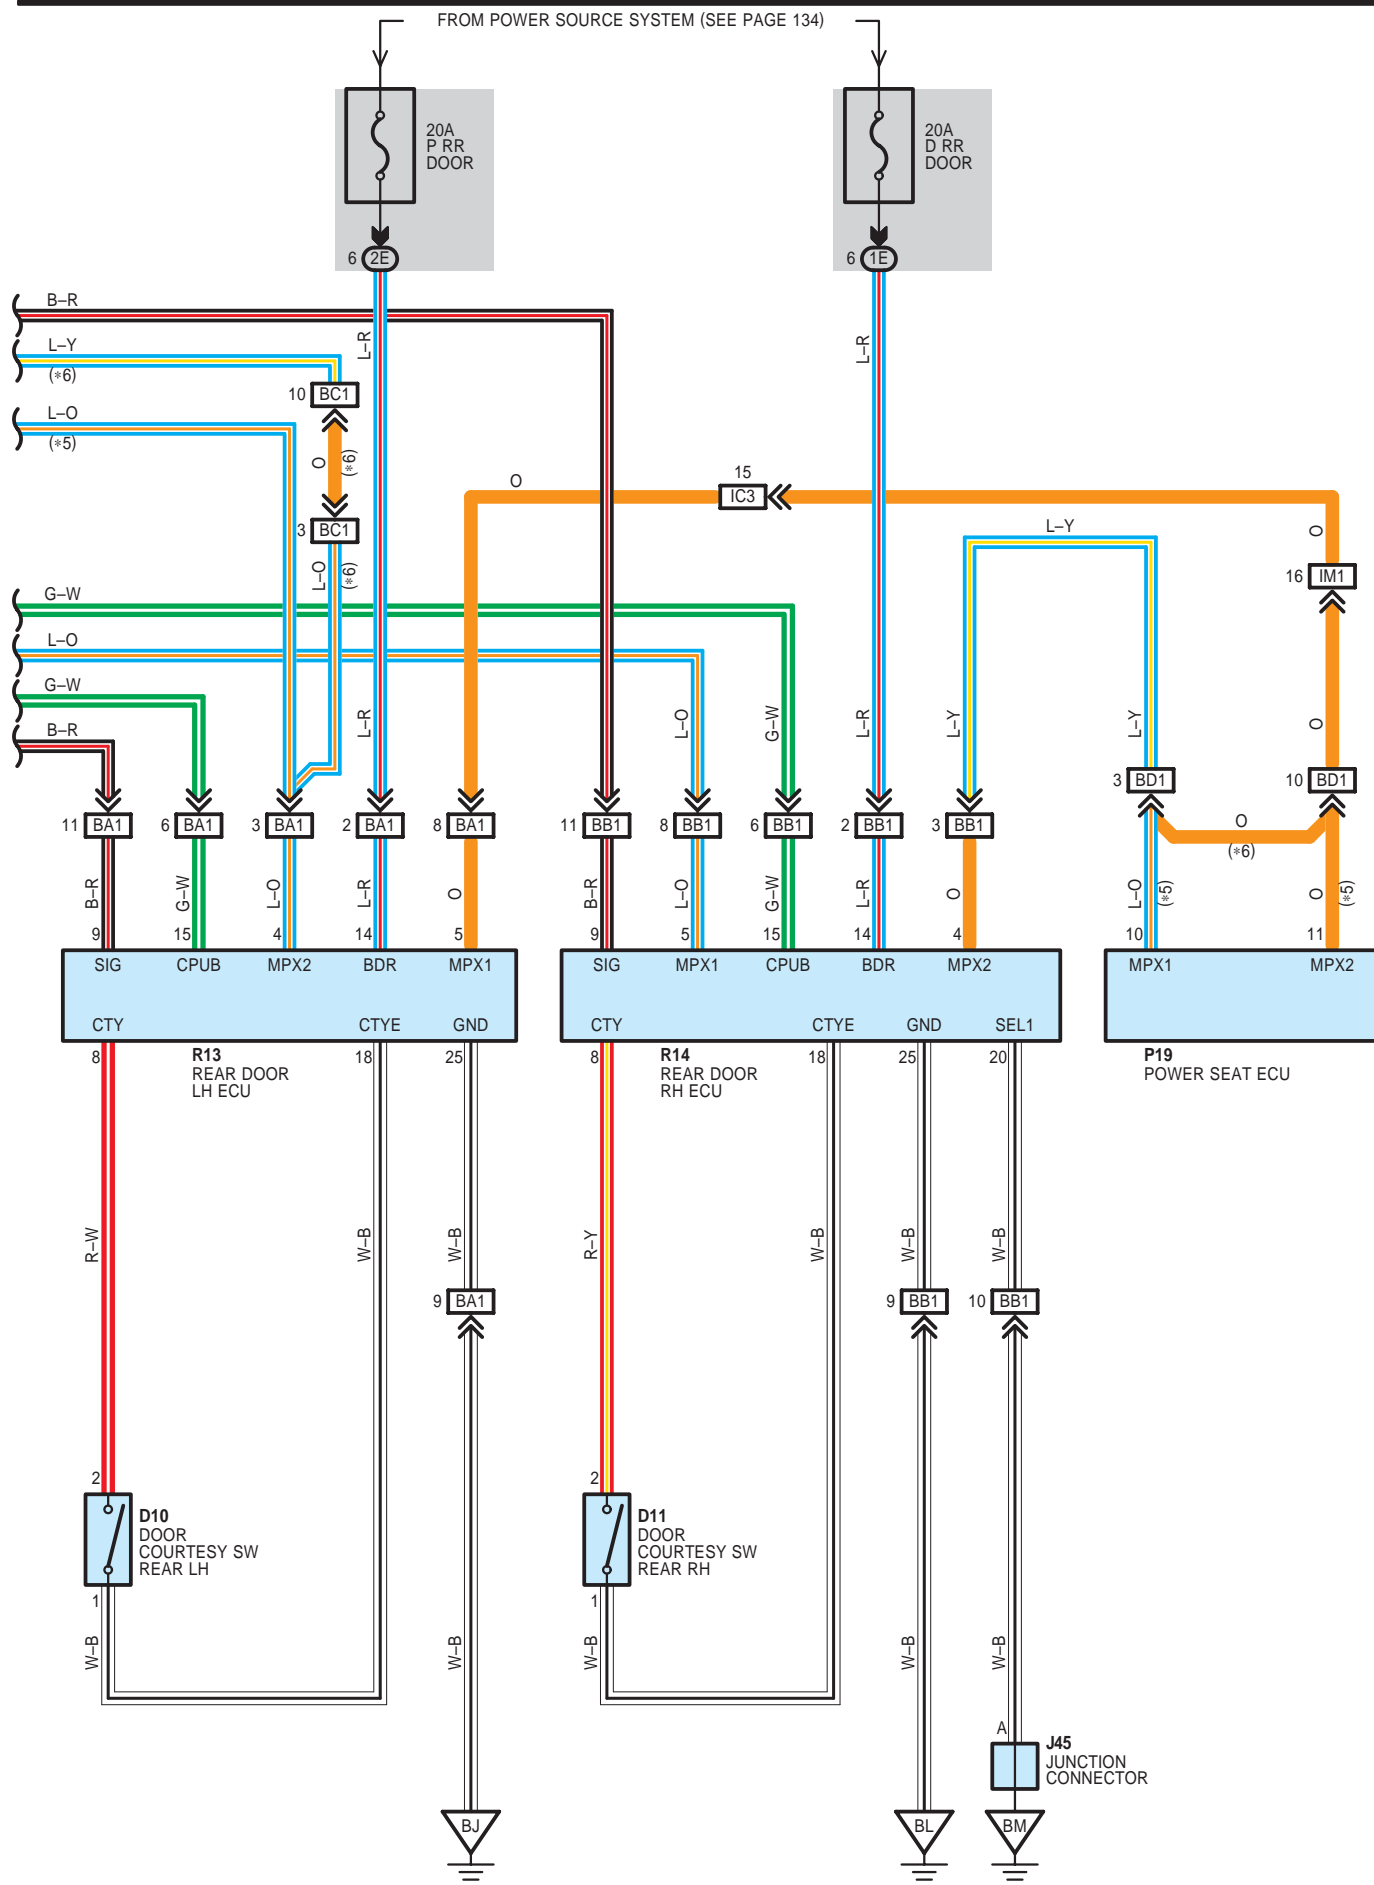 FROM POWER SOURCE SYSTEM (SEE PAGE 134)
20A
P RR
DOOR
20A
D RR
DOOR
6 2E
6 1E
B–R
L–Y
(*6)
L–R
L–R
10 BC1
L–O
(*5)
O
(*6)
O
15
IC3
3 BC1
L–Y
O
L–O
(*6)
16 IM1
G–W
L–O
G–W
B–R
L–R
L–O
G–W
L–R
L–Y
L–Y
O
3 BD1
10 BD1
11 BA1
6 BA1
3 BA1
2 BA1
8 BA1
11 BB1
8 BB1
6 BB1
2 BB1
3 BB1
O
(*6)
B–R
G–W
L–O
L–R
O
B–R
L–O
G–W
L–R
O
L–O
(*5)
O
(*5)
9
15
4
14
5
9
5
15
14
4
10
11
SIG
CPUB
MPX2
BDR
MPX1
SIG
MPX1
CPUB
BDR
MPX2
MPX1
MPX2
CTY
CTYE
GND
CTY
CTYE
GND
SEL1
8
R13
REAR DOOR
LH ECU
18
25
8
R14
REAR DOOR
RH ECU
18
25
20
P19
POWER SEAT ECU
R–W
W–B
W–B
R–Y
W–B
W–B
W–B
9 BA1
9 BB1
10 BB1
2
D10
DOOR
COURTESY SW
REAR LH
1
2
D11
DOOR
COURTESY SW
REAR RH
1
W–B
W–B
W–B
W–B
W–B
A
J45
JUNCTION
CONNECTOR
BJ
BL
BM